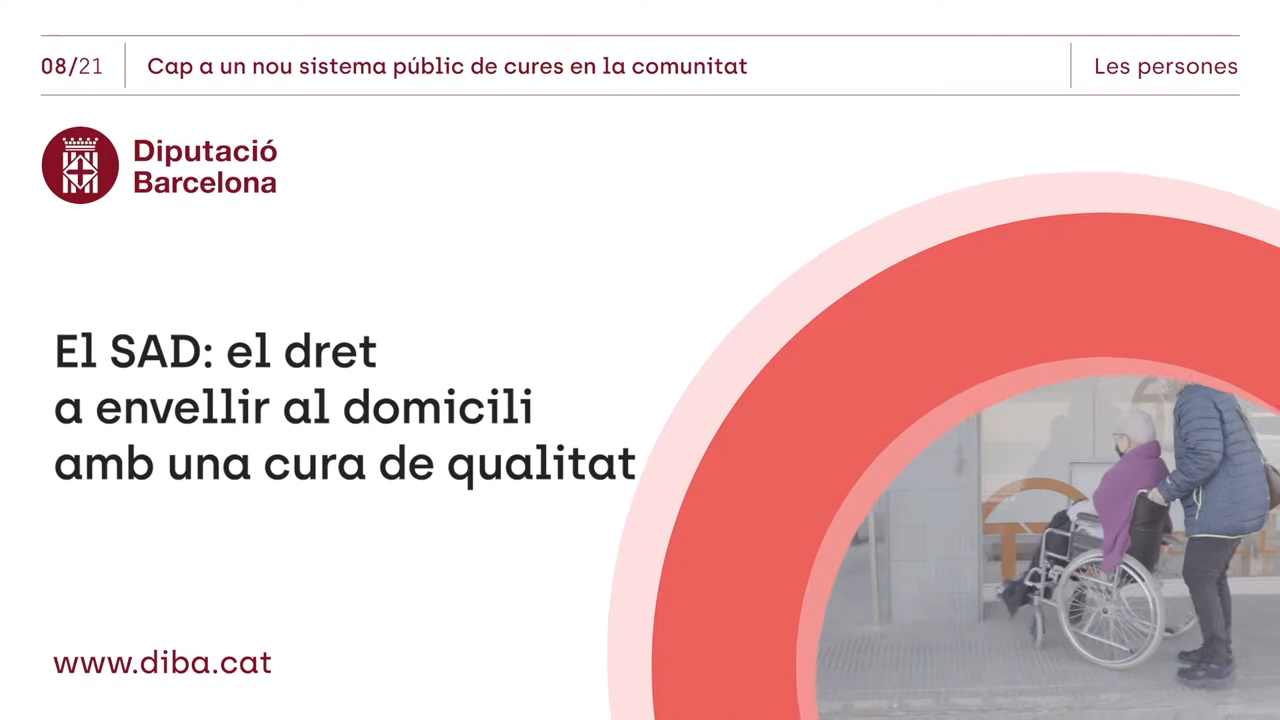 08/21
Cap a un nou sistema públic de cures en la comunitat
Les persones
Diputació
Barcelona
El SAD: el dret
a envellir al domicili
amb una cura de qualitat
www.diba.cat